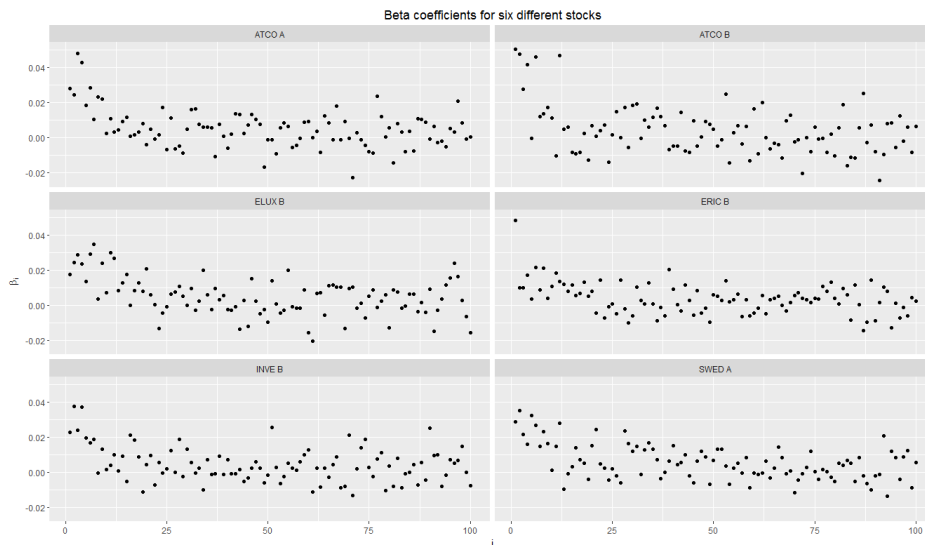 Beta coefficients for six different stocks
ATCO A
ATCO B
0.04
0.02
0.00
-0.02
ELUX B
ERIC B
0.04
0.02
0.00
-0.02
βi
INVE B
SWED A
0.04
0.02
0.00
-0.02
0
25
50
75
100
0
25
50
75
100
i